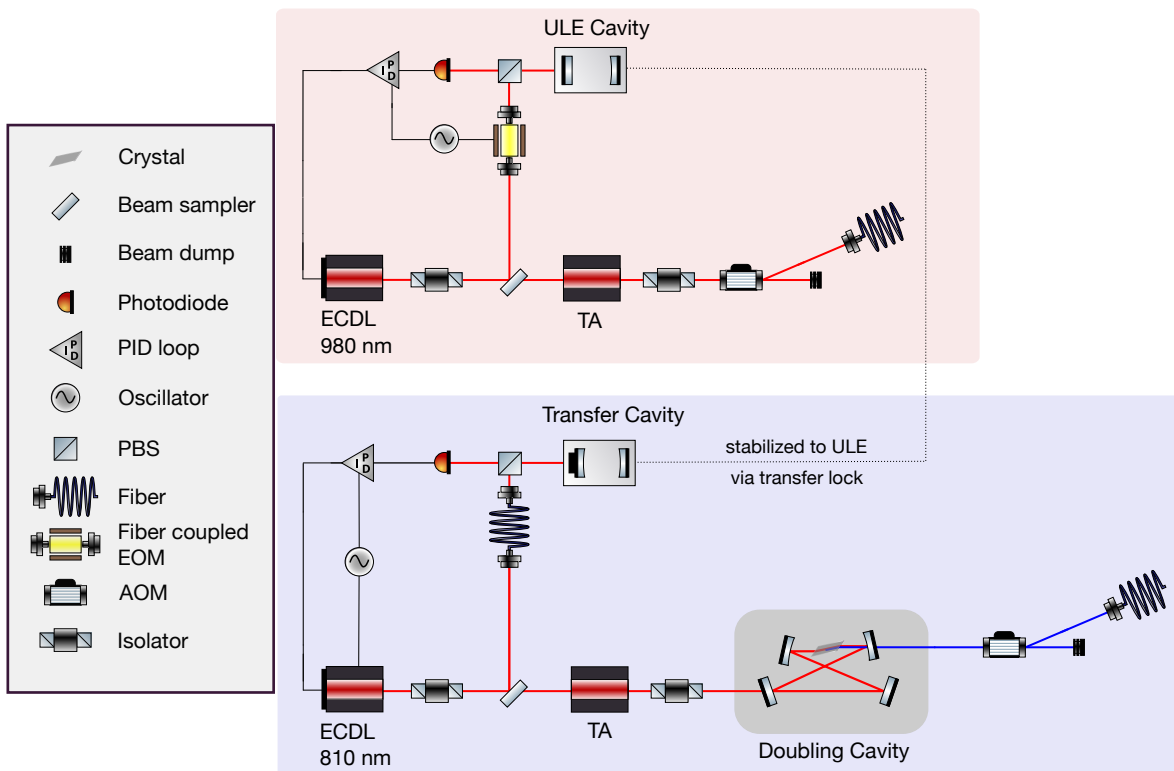 ULE Cavity
P
I
D
ECDL
980 nm
TA
Crystal
Beam sampler
Beam dump
Photodiode
P
I
D
PID loop
Oscillator
PBS
Fiber
Fiber coupled
EOM
AOM
Isolator
Transfer Cavity
P
I
D
stabilized to ULE
via transfer lock
ECDL
810 nm
TA
Doubling Cavity